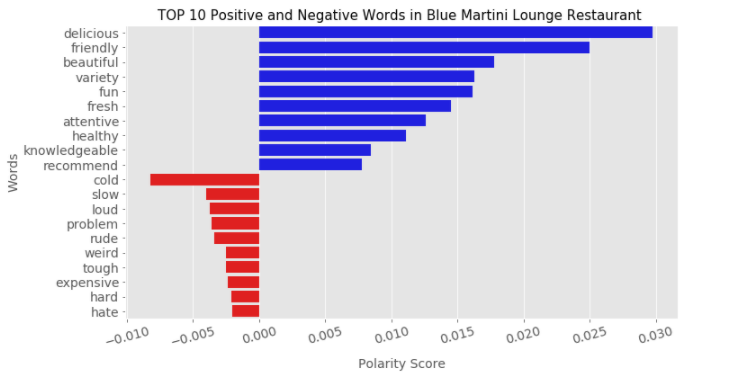 TOP 10 Positive and Negative Words in Blue Martini Lounge Restaurant
delicious
friendly
beautiful
variety
fun
fresh
attentive
healthy
knowledgeable
recommend
cold
slow
loud
problem
rude
weird
tough
expensive
hard
hate
Words
−0.010 −0.005 0.000 0.005 0.010 0.015 0.020 0.025 0.030
Polarity Score